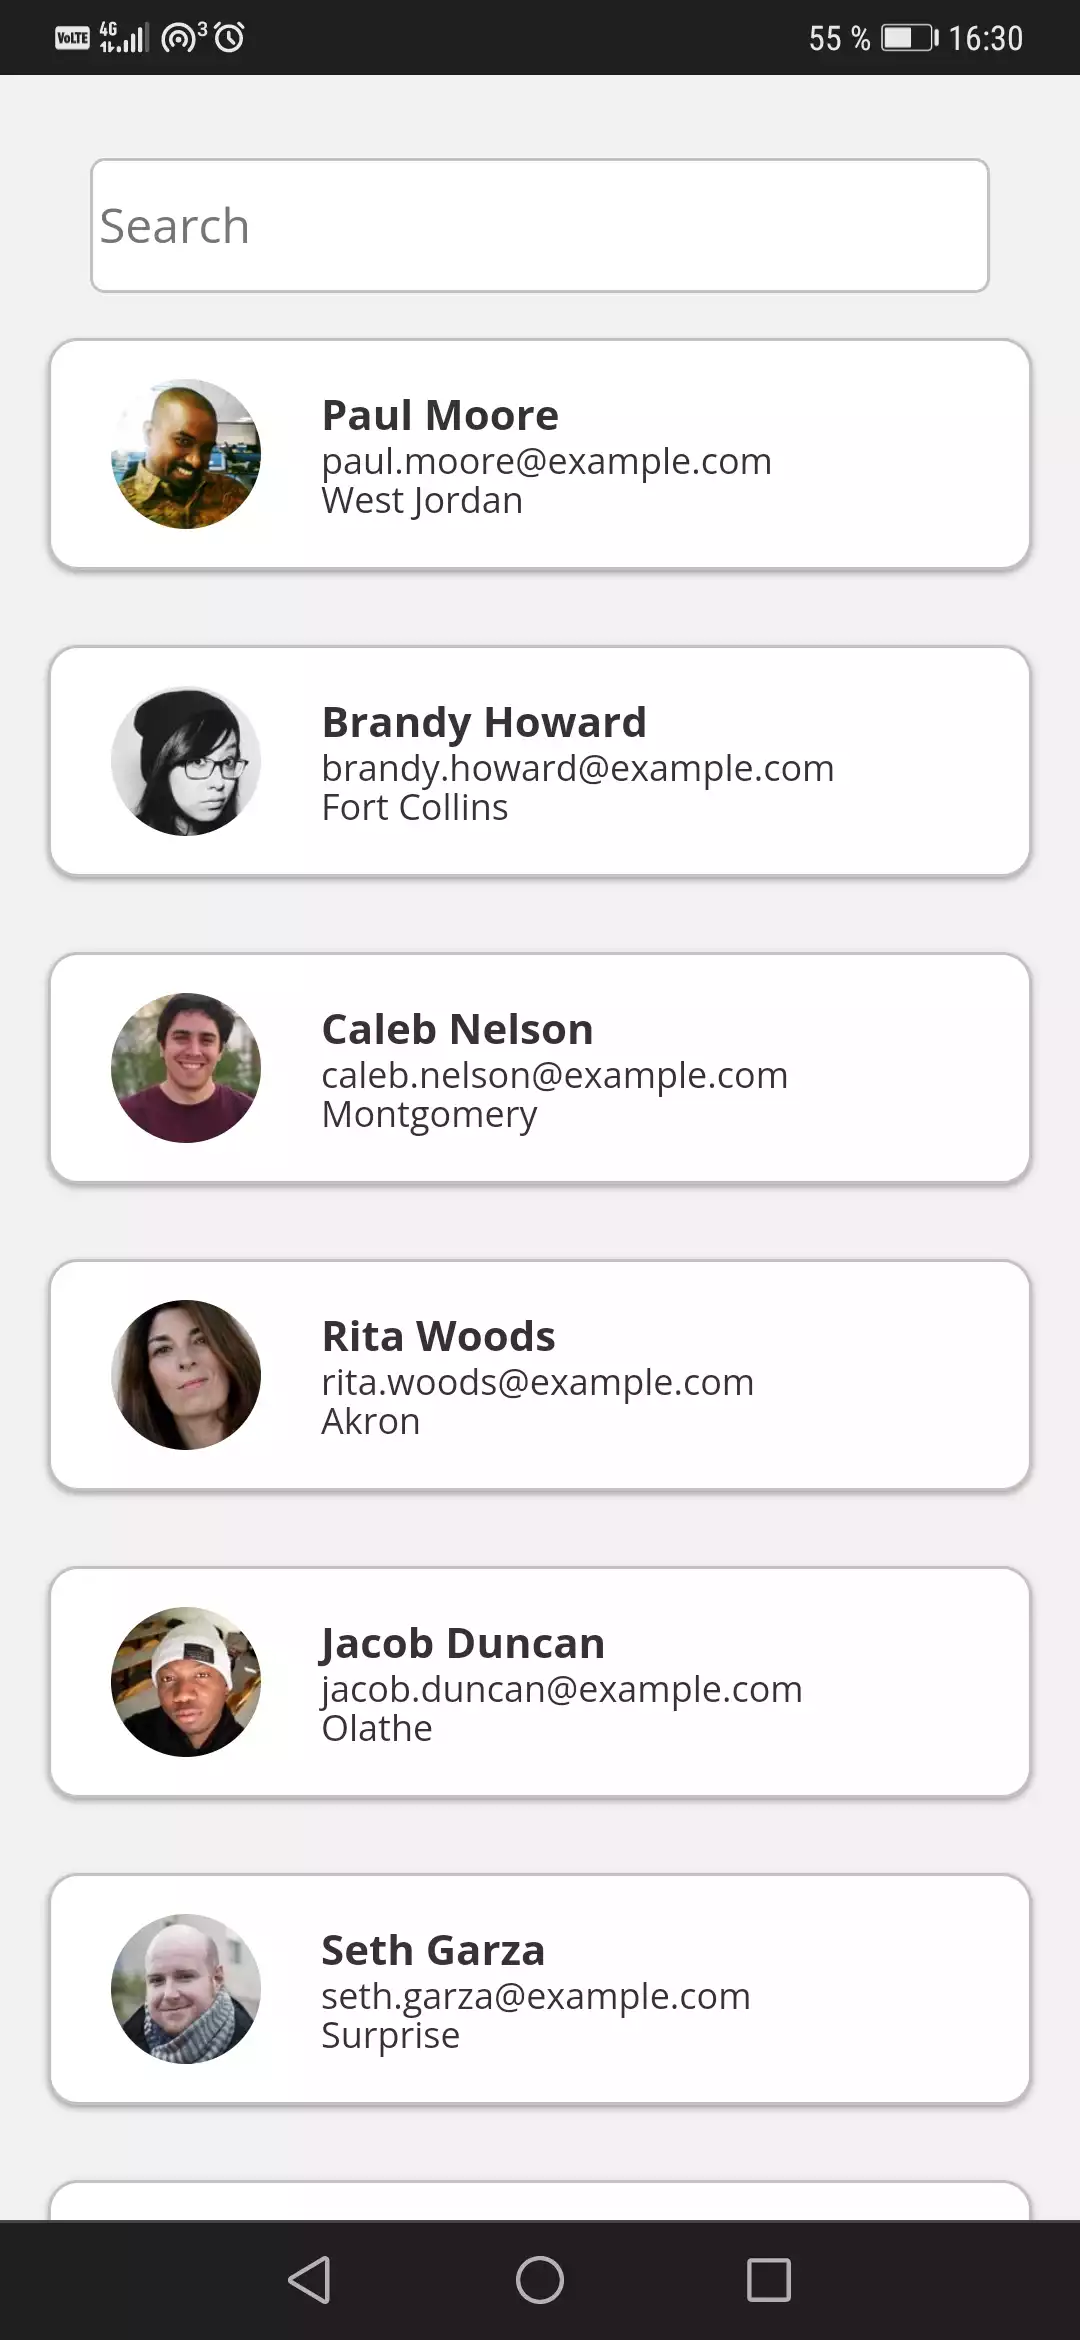 VoLTE 4G 3 55 % 16:30
Search
Paul Moore
paul.moore@example.com
West Jordan
Brandy Howard
brandy.howard@example.com
Fort Collins
Caleb Nelson
caleb.nelson@example.com
Montgomery
Rita Woods
rita.woods@example.com
Akron
Jacob Duncan
jacob.duncan@example.com
Olathe
Seth Garza
seth.garza@example.com
Surprise